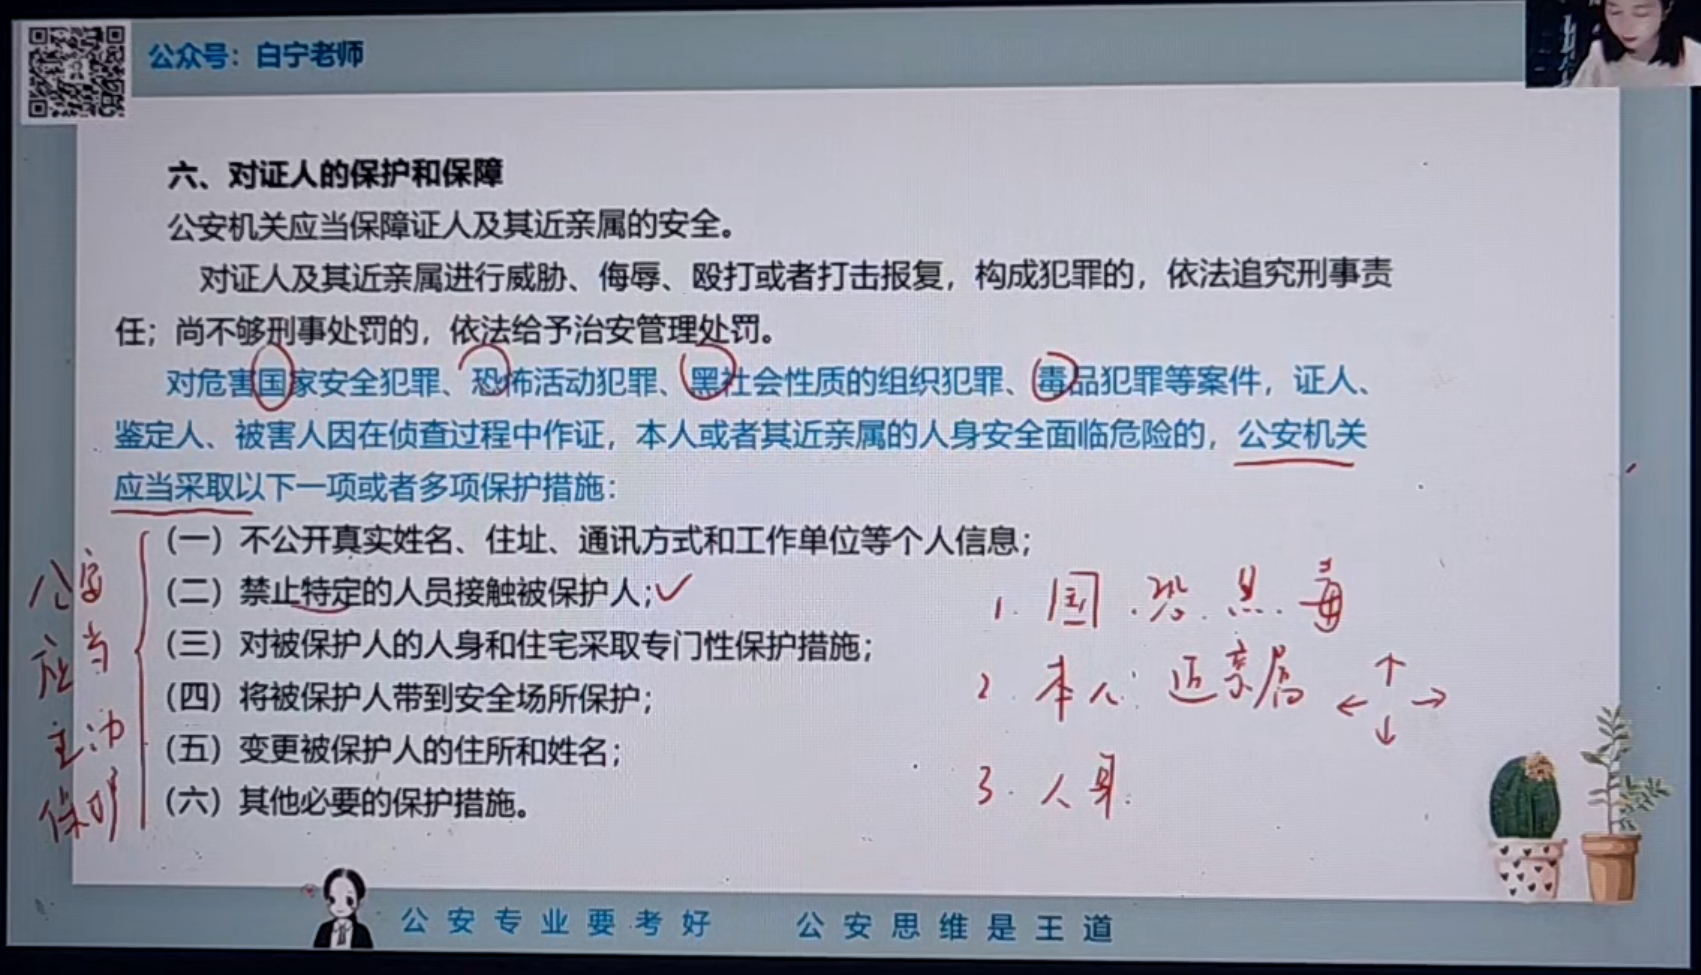 公众号：白宁老师
六、对证人的保护和保障
公安机关应当保障证人及其近亲属的安全。
对证人及其近亲属进行威胁、侮辱、殴打或者打击报复，构成犯罪的，依法追究刑事责
任；尚不够刑事处罚的，依法给予治安管理处罚。
对危害国家安全犯罪、恐怖活动犯罪、黑社会性质的组织犯罪、毒品犯罪等案件，证人、
鉴定人、被害人因在侦查过程中作证，本人或者其近亲属的人身安全面临危险的，公安机关
应当采取以下一项或者多项保护措施：
（一）不公开真实姓名、住址、通讯方式和工作单位等个人信息；
（二）禁止特定的人员接触被保护人；
（三）对被保护人的人身和住宅采取专门性保护措施；
（四）将被保护人带到安全场所保护；
（五）变更被保护人的住所和姓名；
（六）其他必要的保护措施。
公安
应当
主动
保护
1. 国.恐.黑.毒
2. 本人.近亲属
3. 人身.
公安专业要考好 公安思维是王道